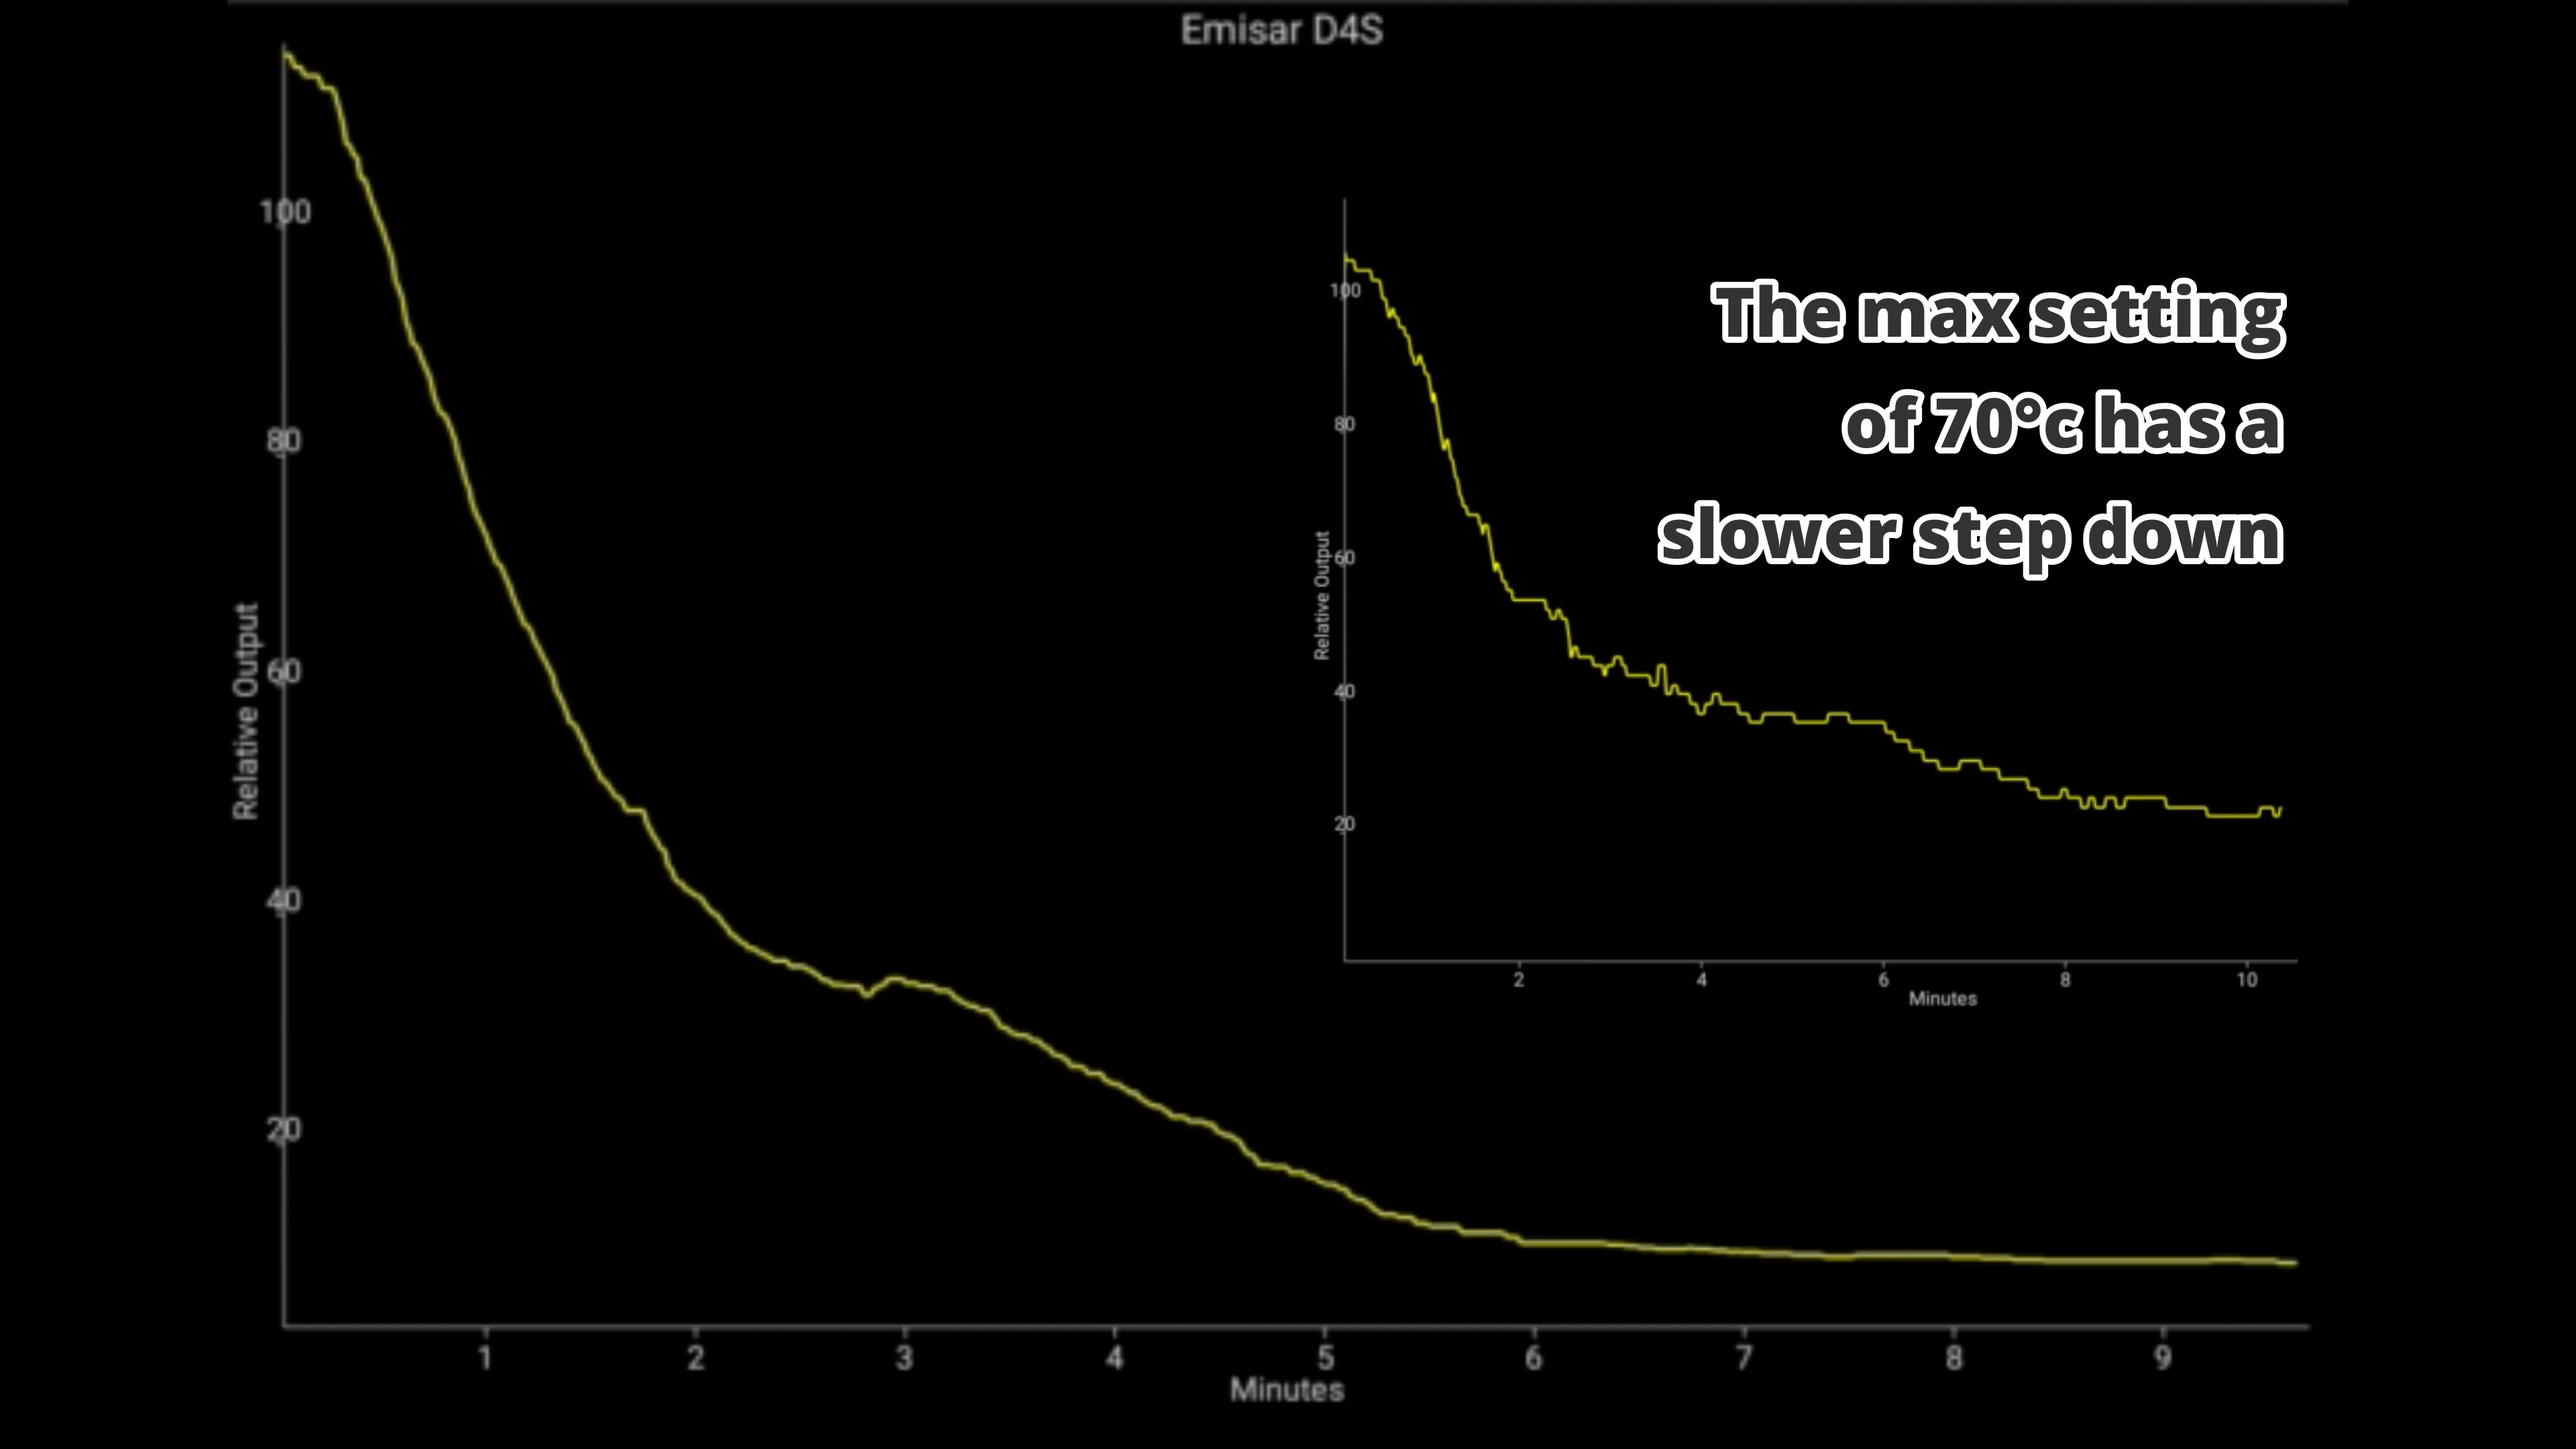 Emisar D4S
100
80
60
40
20
Relative Output
1 2 3 4 5 6 7 8 9
Minutes
The max setting
of 70°c has a
slower step down
100
80
60
40
20
Relative Output
2 4 6 8 10
Minutes